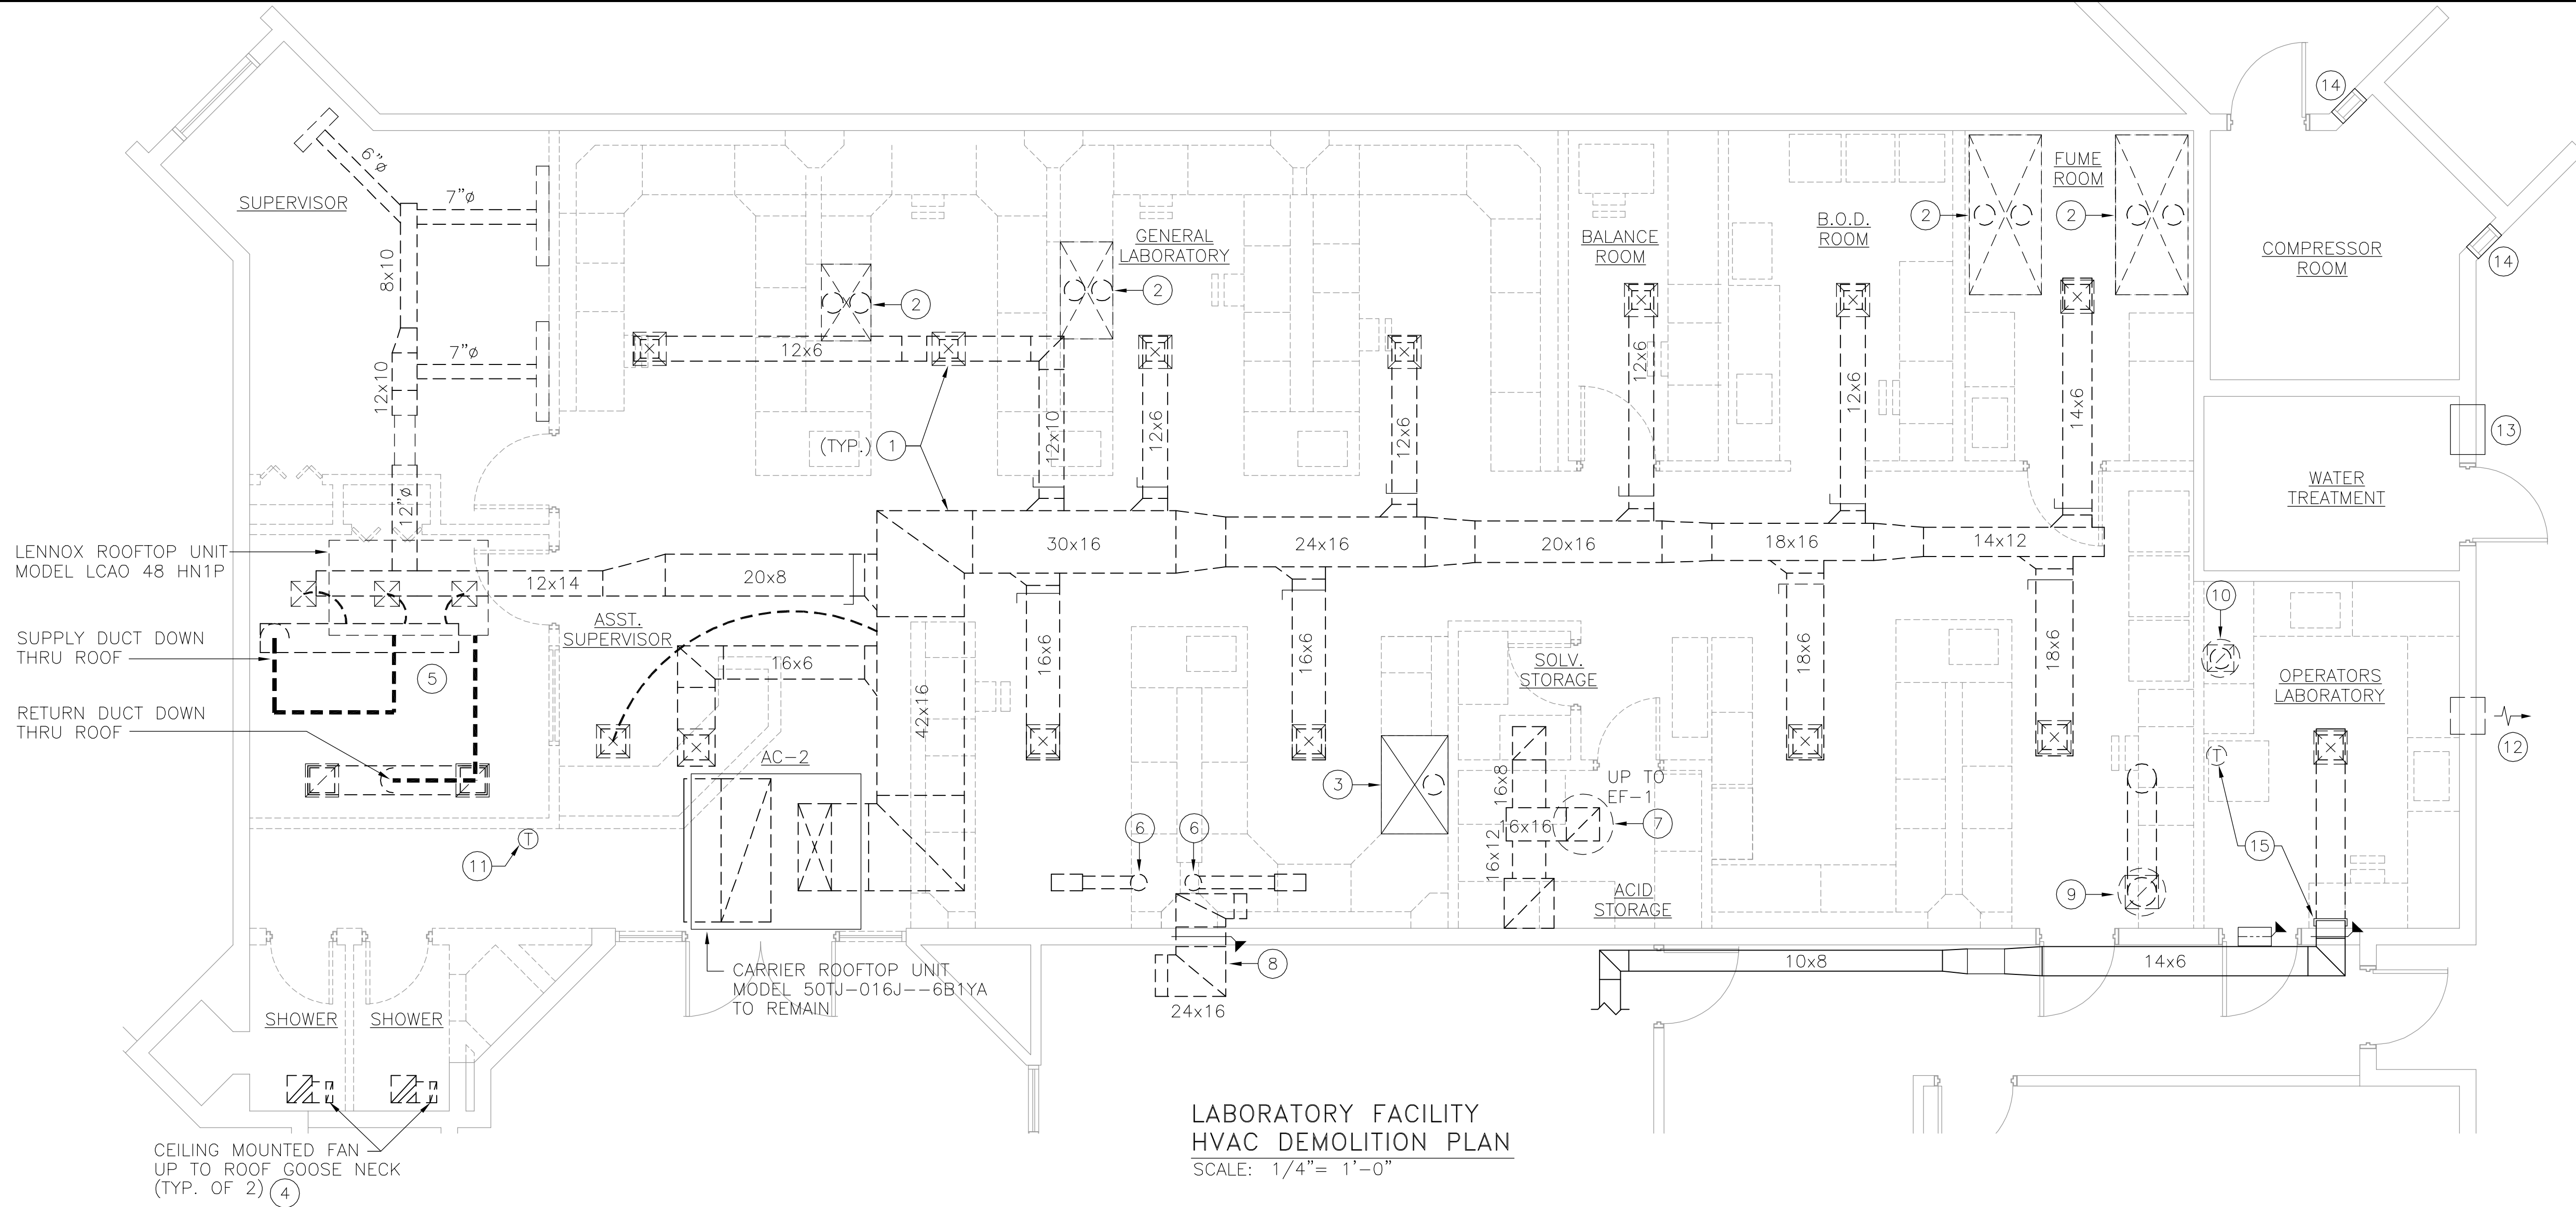 14
6"ø
7"ø
SUPERVISOR
8x10
7"ø
12x10
12"ø
FUME
ROOM
2
2
B.O.D.
ROOM
GENERAL
LABORATORY
BALANCE
ROOM
COMPRESSOR
ROOM
14
2
2
12x6
12x6
12x6
14x6
12x6
12x10
12x6
12x6
(TYP.)
1
13
WATER
TREATMENT
LENNOX ROOFTOP UNIT
MODEL LCAO 48 HN1P
12x14
20x8
30x16
24x16
20x16
18x16
14x12
SUPPLY DUCT DOWN
THRU ROOF
RETURN DUCT DOWN
THRU ROOF
5
ASST.
SUPERVISOR
16x6
42x16
16x6
16x6
SOLV.
STORAGE
18x6
18x6
10
OPERATORS
LABORATORY
12
T
AC-2
3
16x8
UP TO
EF-1
16x16
7
16x12
11
T
6
6
15
9
ACID
STORAGE
CARRIER ROOFTOP UNIT
MODEL 50TJ-016J--6B1YA
TO REMAIN
8
24x16
10x8
14x6
SHOWER
SHOWER
CEILING MOUNTED FAN
UP TO ROOF GOOSE NECK
(TYP. OF 2)
4
LABORATORY FACILITY
HVAC DEMOLITION PLAN
SCALE: 1/4"= 1'-0"